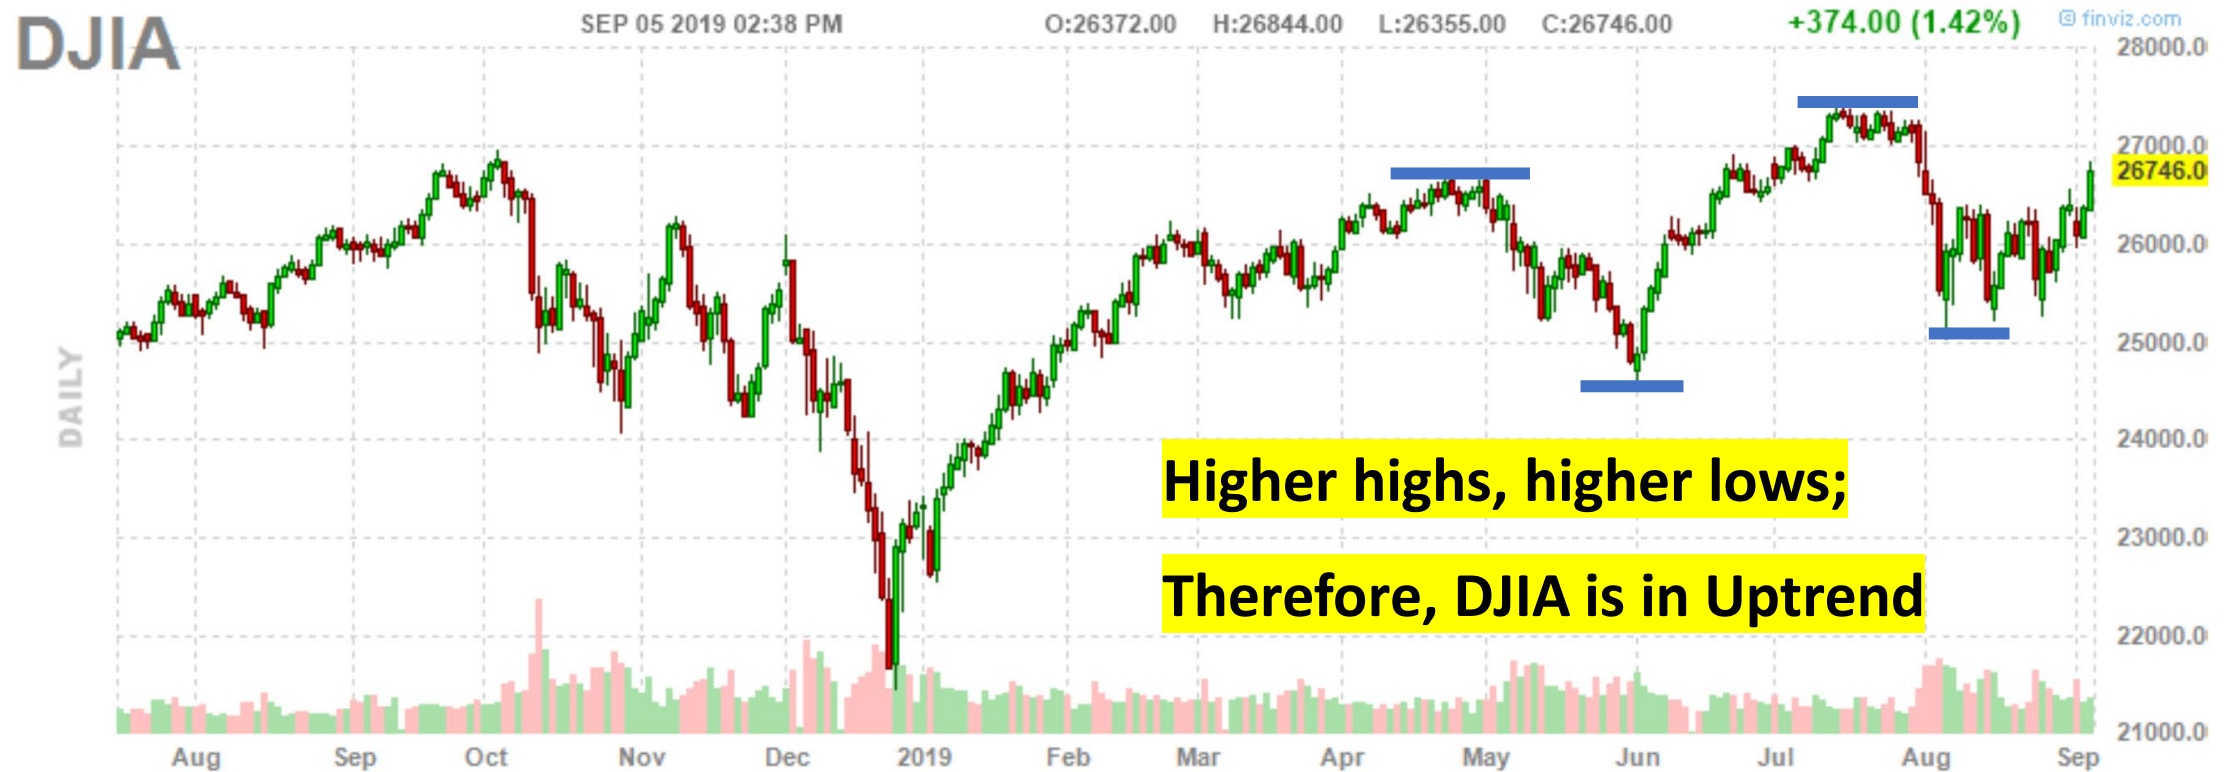 DJIA
SEP 05 2019 02:38 PM O:26372.00 H:26844.00 L:26355.00 C:26746.00 +374.00 (1.42%) © finviz.com
28000.0
27000.0
26746.0
26000.0
25000.0
24000.0
23000.0
22000.0
21000.0
DAILY
Higher highs, higher lows;
Therefore, DJIA is in Uptrend
Aug Sep Oct Nov Dec 2019 Feb Mar Apr May Jun Jul Aug Sep